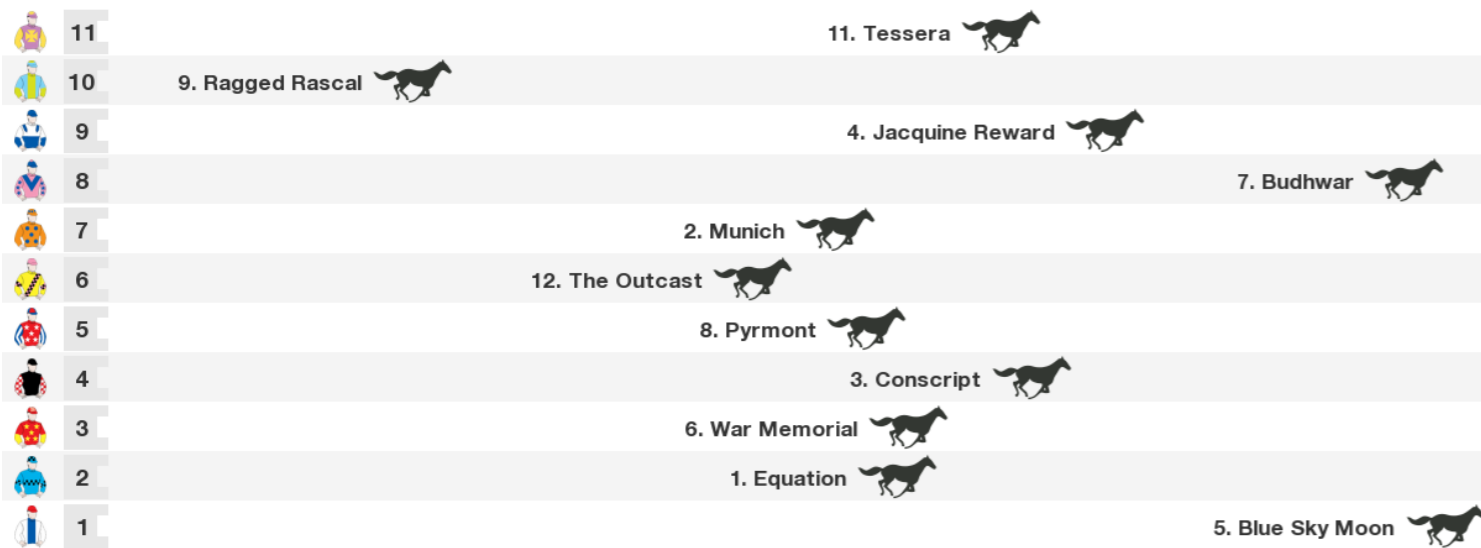 11 11. Tessera
10 9. Ragged Rascal
9 4. Jacquine Reward
8 7. Budhwar
7 2. Munich
6 12. The Outcast
5 8. Pyrmont
4 3. Conscript
3 6. War Memorial
2 1. Equation
1 5. Blue Sky Moon